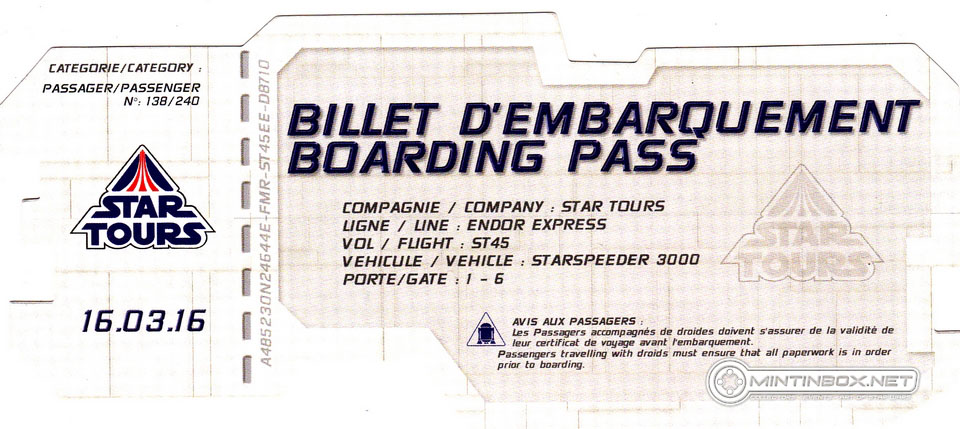 CATEGORIE/CATEGORY :
PASSAGER/PASSENGER
N°: 138/240
STAR
TOURS
16.03.16
A485230N24644E-FMR-ST45EE-D8710
BILLET D'EMBARQUEMENT
BOARDING PASS
COMPAGNIE / COMPANY : STAR TOURS
LIGNE / LINE : ENDOR EXPRESS
VOL / FLIGHT : ST45
VEHICULE / VEHICLE : STARSPEEDER 3000
PORTE/GATE : 1 - 6
STAR
TOURS
AVIS AUX PASSAGERS :
Les Passagers accompagnés de droides doivent s'assurer de la validité de
leur certificat de voyage avant l'embarquement.
Passengers travelling with droids must ensure that all paperwork is in order
prior to boarding.
MINTINBOX.NET